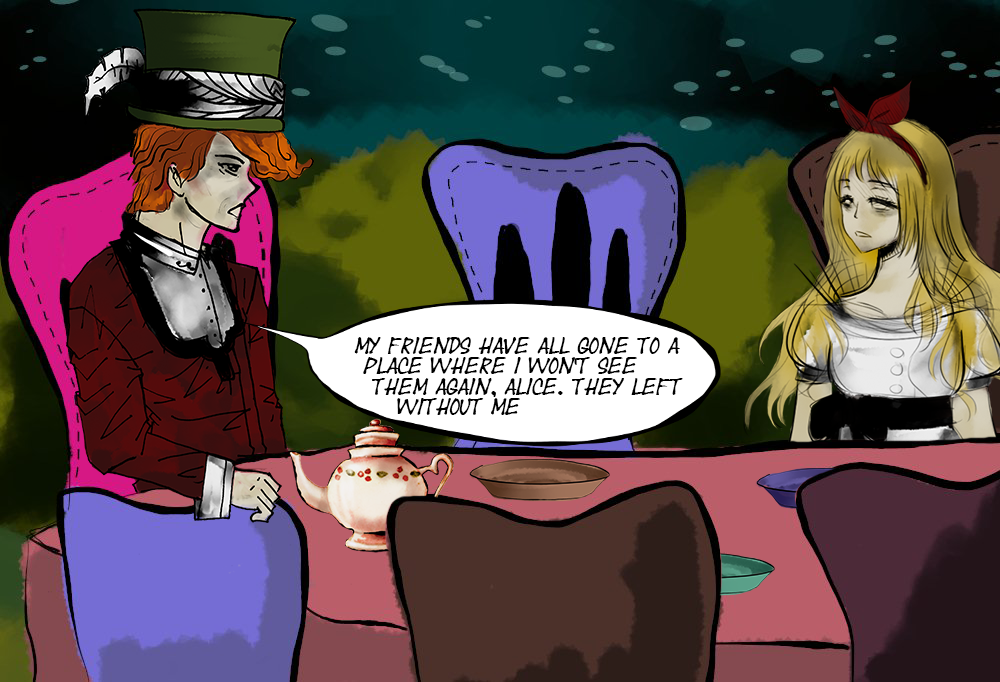 MY FRIENDS HAVE ALL GONE TO A
PLACE WHERE I WON'T SEE
THEM AGAIN, ALICE. THEY LEFT
WITHOUT ME